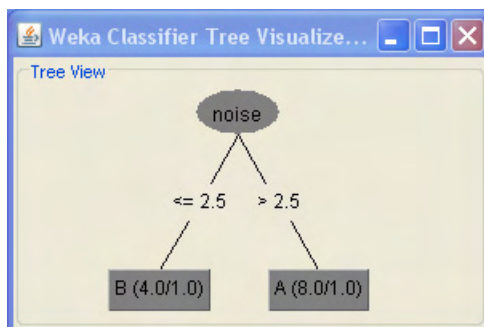 Weka Classifier Tree Visualize...
Tree View
noise
<= 2.5 > 2.5
B (4.0/1.0) A (8.0/1.0)